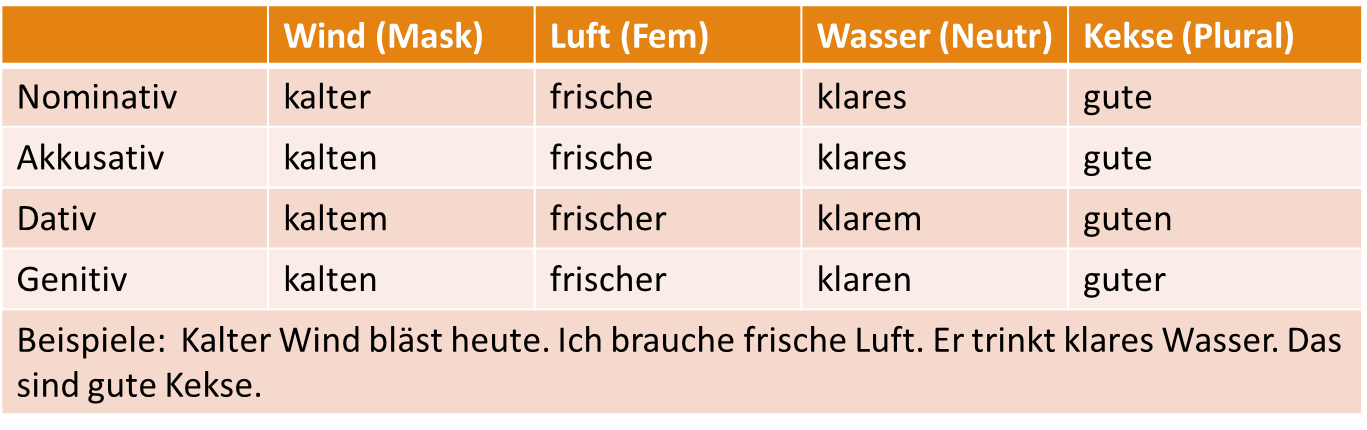 Wind (Mask) Luft (Fem) Wasser (Neutr) Kekse (Plural)
Nominativ kalter frische klares gute
Akkusativ kalten frische klares gute
Dativ kaltem frischer klarem guten
Genitiv kalten frischer klaren guter
Beispiele: Kalter Wind bläst heute. Ich brauche frische Luft. Er trinkt klares Wasser. Das
sind gute Kekse.